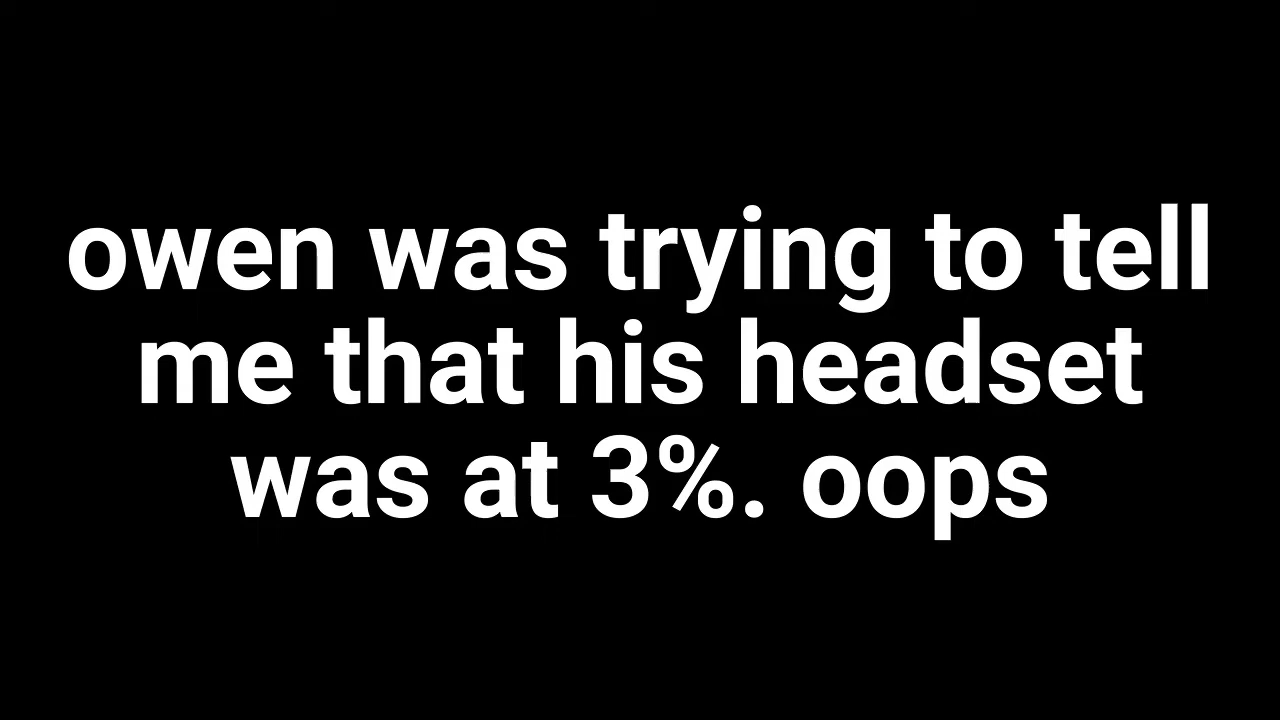 owen was trying to tell
me that his headset
was at 3%. oops